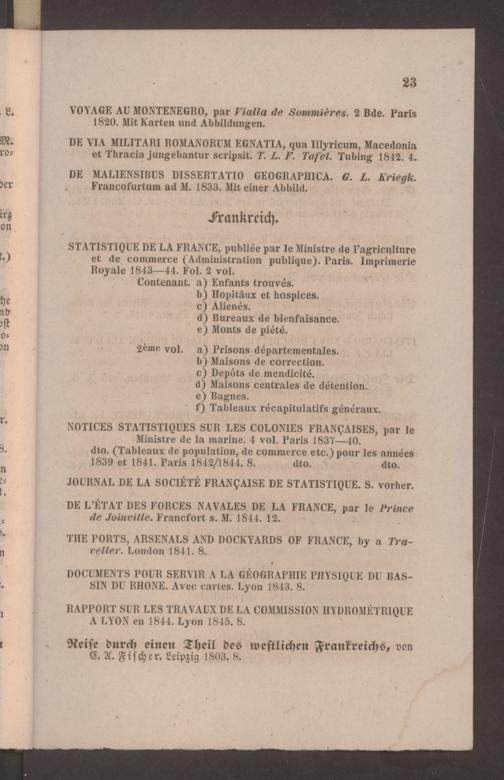 23
VOYAGE AU MONTENEGRO, par Vialla de Sommières. 2 Bde. Paris
1820. Mit Karten und Abbildungen.
DE VIA MILITARI ROMANORUM EGNATIA, qua Illyricum, Macedonia
et Thracia jungebantur scripsit. T. L. F. Tafel. Tubing 1842. 4.
DE MALIENSIBUS DISSERTATIO GEOGRAPHICA. G. L. Kriegk.
Francofurtum ad M. 1833. Mit einer Abbild.
Frankreich.
STATISTIQUE DE LA FRANCE, publiée par le Ministre de l'agriculture
et de commerce (Administration publique). Paris. Imprimerie
Royale 1843—44. Fol. 2 vol.
Contenant. a) Enfants trouvés.
b) Hopitâux et hospices.
c) Alienés.
d) Bureaux de bienfaisance.
e) Monts de piété.
2ème vol. a) Prisons départementales.
b) Maisons de correction.
c) Depôts de mendicité.
d) Maisons centrales de détention.
e) Bagnes.
f) Tableaux récapitulatifs généraux.
NOTICES STATISTIQUES SUR LES COLONIES FRANÇAISES, par le
Ministre de la marine. 4 vol. Paris 1837—40.
dto. (Tableaux de population, de commerce etc.) pour les années
1839 et 1841. Paris 1842/1844. 8. dto. dto.
JOURNAL DE LA SOCIÉTÉ FRANÇAISE DE STATISTIQUE. S. vorher.
DE L'ÉTAT DES FORCES NAVALES DE LA FRANCE, par le Prince
de Joinville. Francfort s. M. 1844. 12.
THE PORTS, ARSENALS AND DOCKYARDS OF FRANCE, by a Tra-
veller. London 1841. 8.
DOCUMENTS POUR SERVIR A LA GÉOGRAPHIE PHYSIQUE DU BAS-
SIN DU RHONE. Avec cartes. Lyon 1843. 8.
RAPPORT SUR LES TRAVAUX DE LA COMMISSION HYDROMÉTRIQUE
A LYON en 1844. Lyon 1845. 8.
Reise durch einen Theil des westlichen Frankreichs, von
C. A. Fischer. Leipzig 1803. 8.